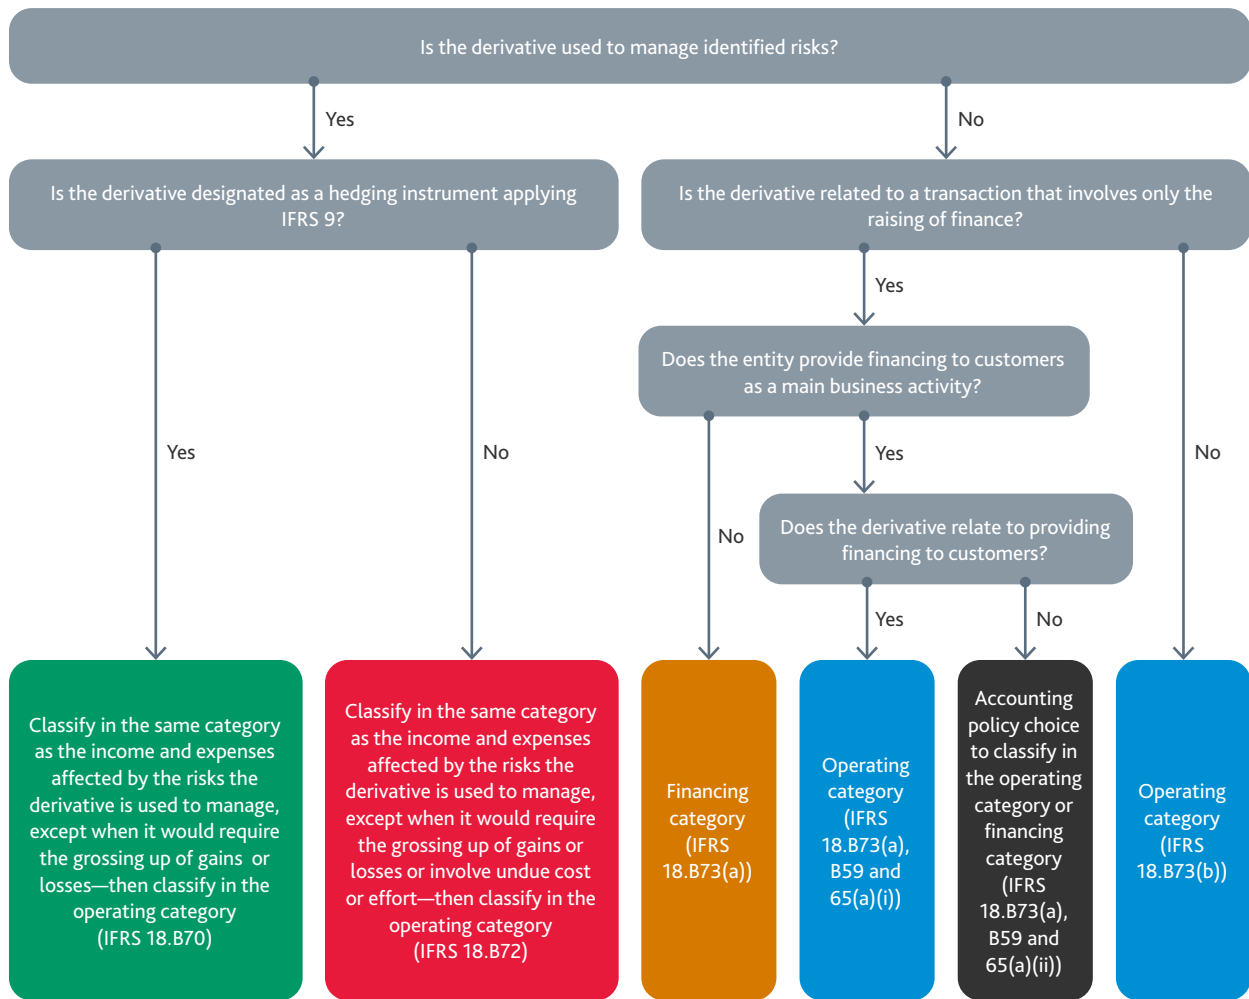 Is the derivative used to manage identified risks?
Yes
No
Is the derivative designated as a hedging instrument applying
IFRS 9?
Is the derivative related to a transaction that involves only the
raising of finance?
Yes
Does the entity provide financing to customers
as a main business activity?
Yes
No
Yes
No
No
Does the derivative relate to providing
financing to customers?
Yes
No
Classify in the same category
as the income and expenses
affected by the risks the
derivative is used to manage,
except when it would require
the grossing up of gains or
losses—then classify in the
operating category
(IFRS 18.B70)
Classify in the same category
as the income and expenses
affected by the risks the
derivative is used to manage,
except when it would require
the grossing up of gains or
losses or involve undue cost
or effort—then classify in the
operating category
(IFRS 18.B72)
Financing
category
(IFRS
18.B73(a))
Operating
category
(IFRS
18.B73(a),
B59 and
65(a)(i))
Accounting
policy choice
to classify in
the operating
category or
financing
category
(IFRS
18.B73(a),
B59 and
65(a)(ii))
Operating
category
(IFRS
18.B73(b))